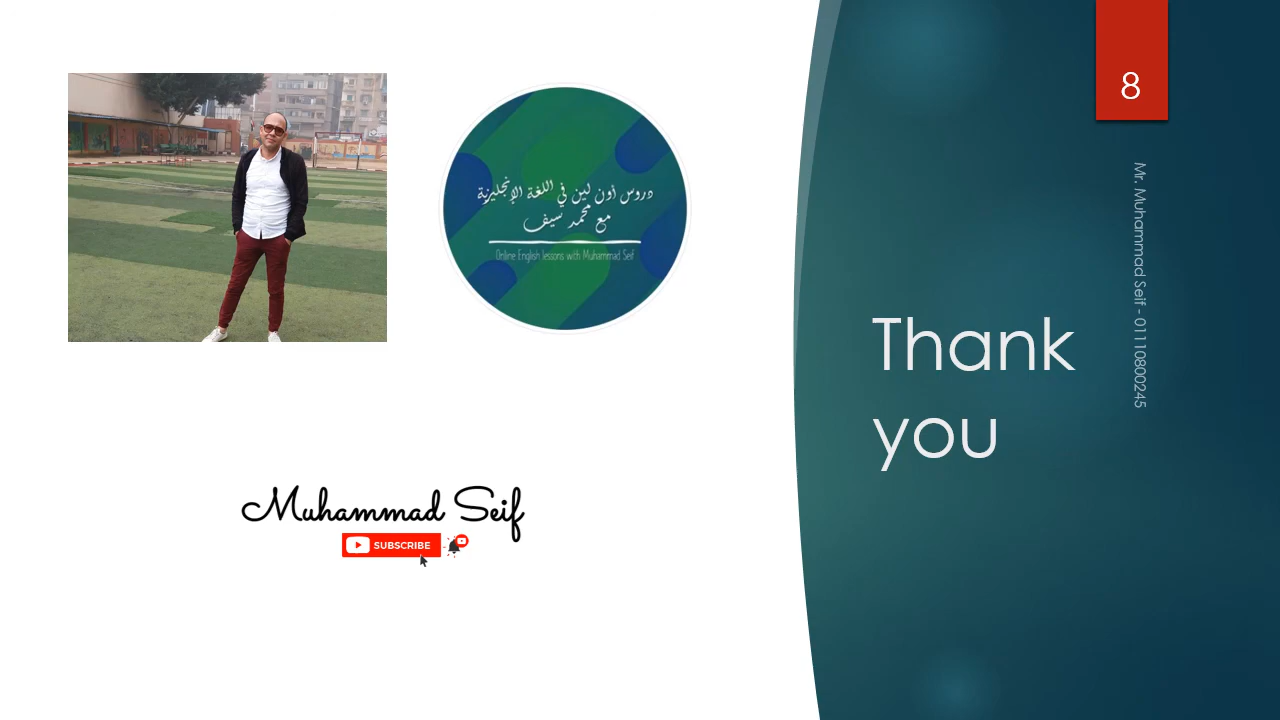 دروس أون لين في اللغة الإنجليزية
مع محمد سيف
Online English lessons with Muhammad Seif
Muhammad Seif
SUBSCRIBE
8
Mr. Muhammad Seif - 01110800245
Thank
you